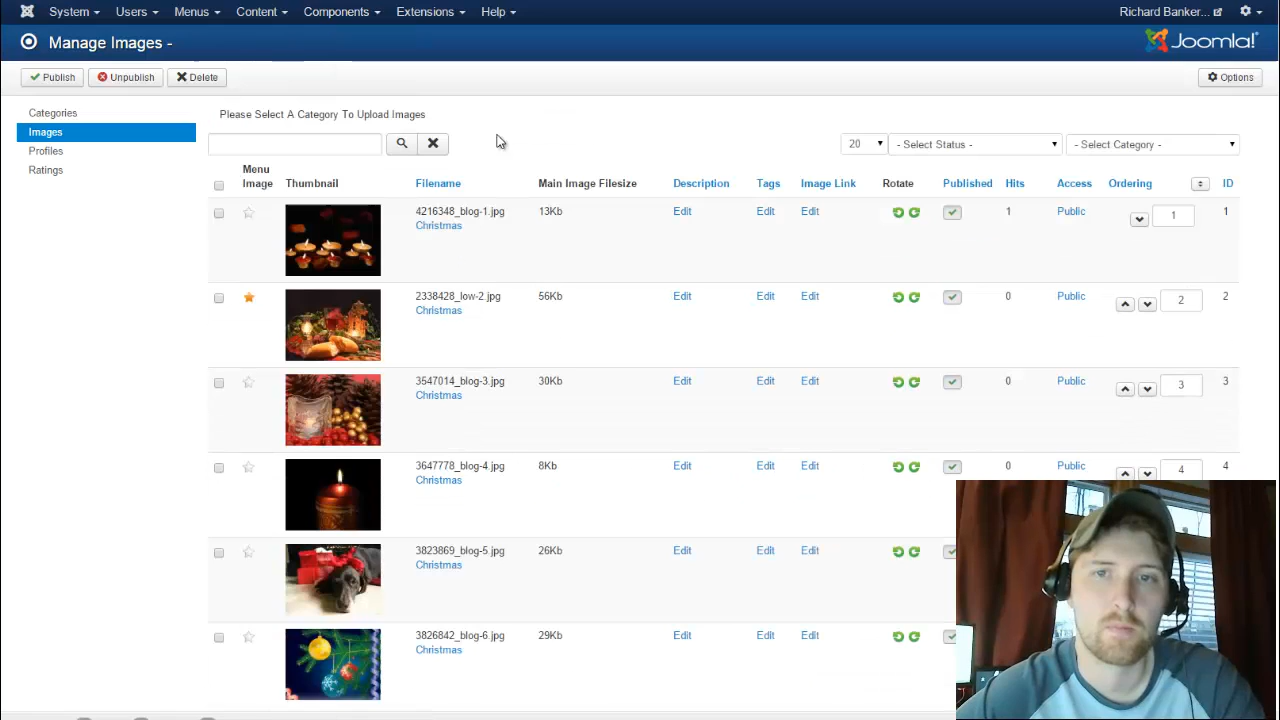 System Users Menus Content Components Extensions Help Richard Banker...
Manage Images - Joomla!®
Publish Unpublish Delete Options
Categories
Images
Profiles
Ratings
Please Select A Category To Upload Images
20 - Select Status - - Select Category -
Menu Image Thumbnail Filename Main Image Filesize Description Tags Image Link Rotate Published Hits Access Ordering ID
4216348_blog-1.jpg 13Kb Edit Edit Edit 1 Public 1 1
Christmas
2338428_low-2.jpg 56Kb Edit Edit Edit 0 Public 2 2
Christmas
3547014_blog-3.jpg 30Kb Edit Edit Edit 0 Public 3 3
Christmas
3647778_blog-4.jpg 8Kb Edit Edit Edit 0 Public 4 4
Christmas
3823869_blog-5.jpg 26Kb Edit Edit Edit
Christmas
3826842_blog-6.jpg 29Kb Edit Edit Edit
Christmas